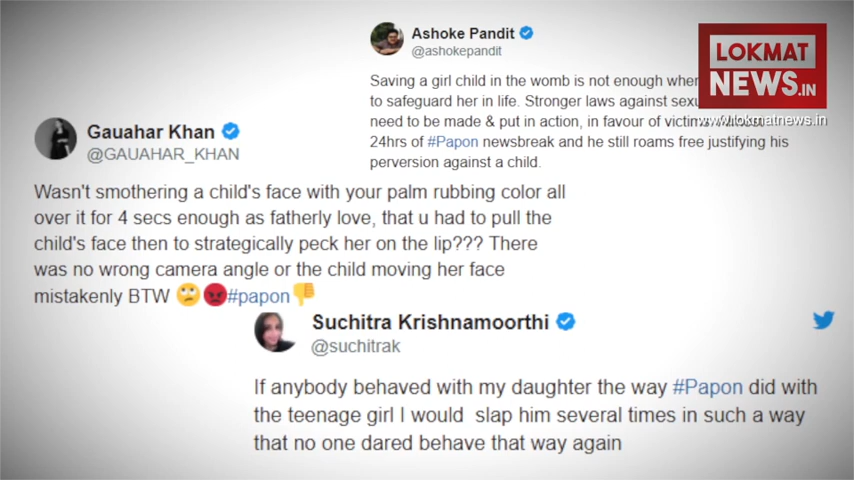 Ashoke Pandit
@ashokepandit
Saving a girl child in the womb is not enough when
to safeguard her in life. Stronger laws against
need to be made & put in action, in favour of
24hrs of #Papon newsbreak and he still roams free justifying his
perversion against a child.
LOKMAT
NEWS.IN
www.lokmatnews.in
Gauahar Khan
@GAUAHAR_KHAN
Wasn't smothering a child's face with your palm rubbing color all
over it for 4 secs enough as fatherly love, that u had to pull the
child's face then to strategically peck her on the lip??? There
was no wrong camera angle or the child moving her face
mistakenly BTW 🙄😡#papon👎
Suchitra Krishnamoorthi
@suchitrak
If anybody behaved with my daughter the way #Papon did with
the teenage girl I would slap him several times in such a way
that no one dared behave that way again